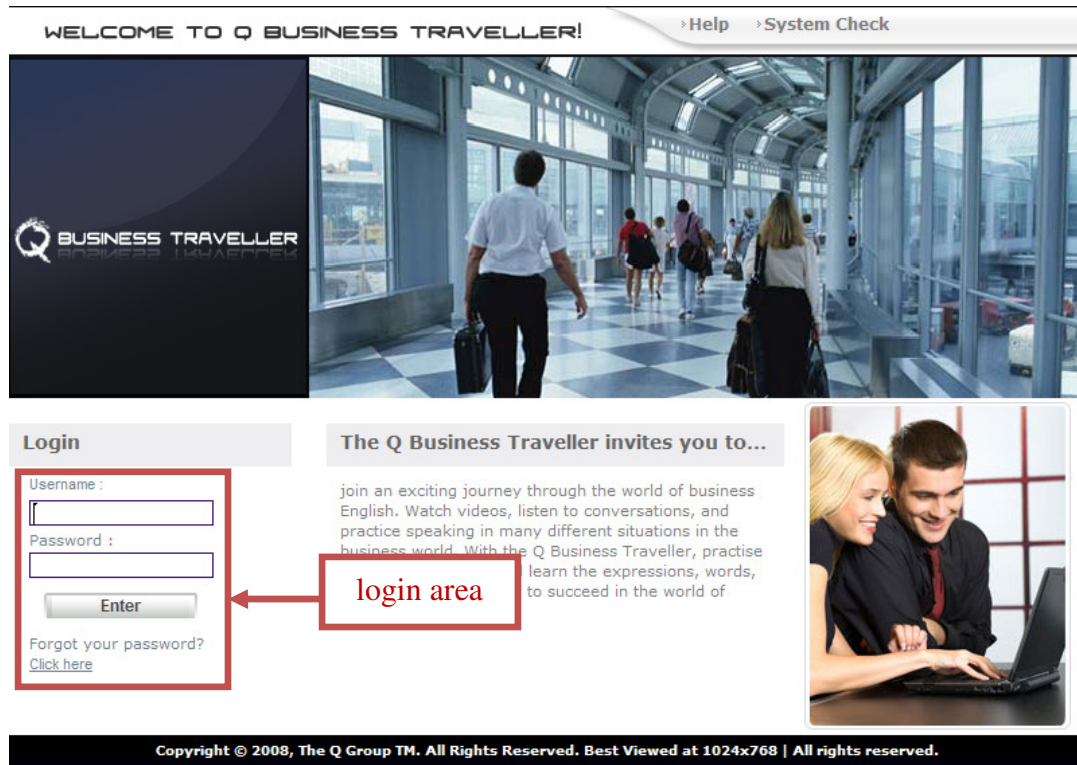 WELCOME TO Q BUSINESS TRAVELLER!
Help
System Check
Q BUSINESS TRAVELLER
Login
Username :
Password :
Enter
Forgot your password?
Click here
The Q Business Traveller invites you to...
join an exciting journey through the world of business
English. Watch videos, listen to conversations, and
practice speaking in many different situations in the
business world. With the Q Business Traveller, practise
learn the expressions, words,
to succeed in the world of
login area
Copyright © 2008, The Q Group TM. All Rights Reserved. Best Viewed at 1024x768 | All rights reserved.